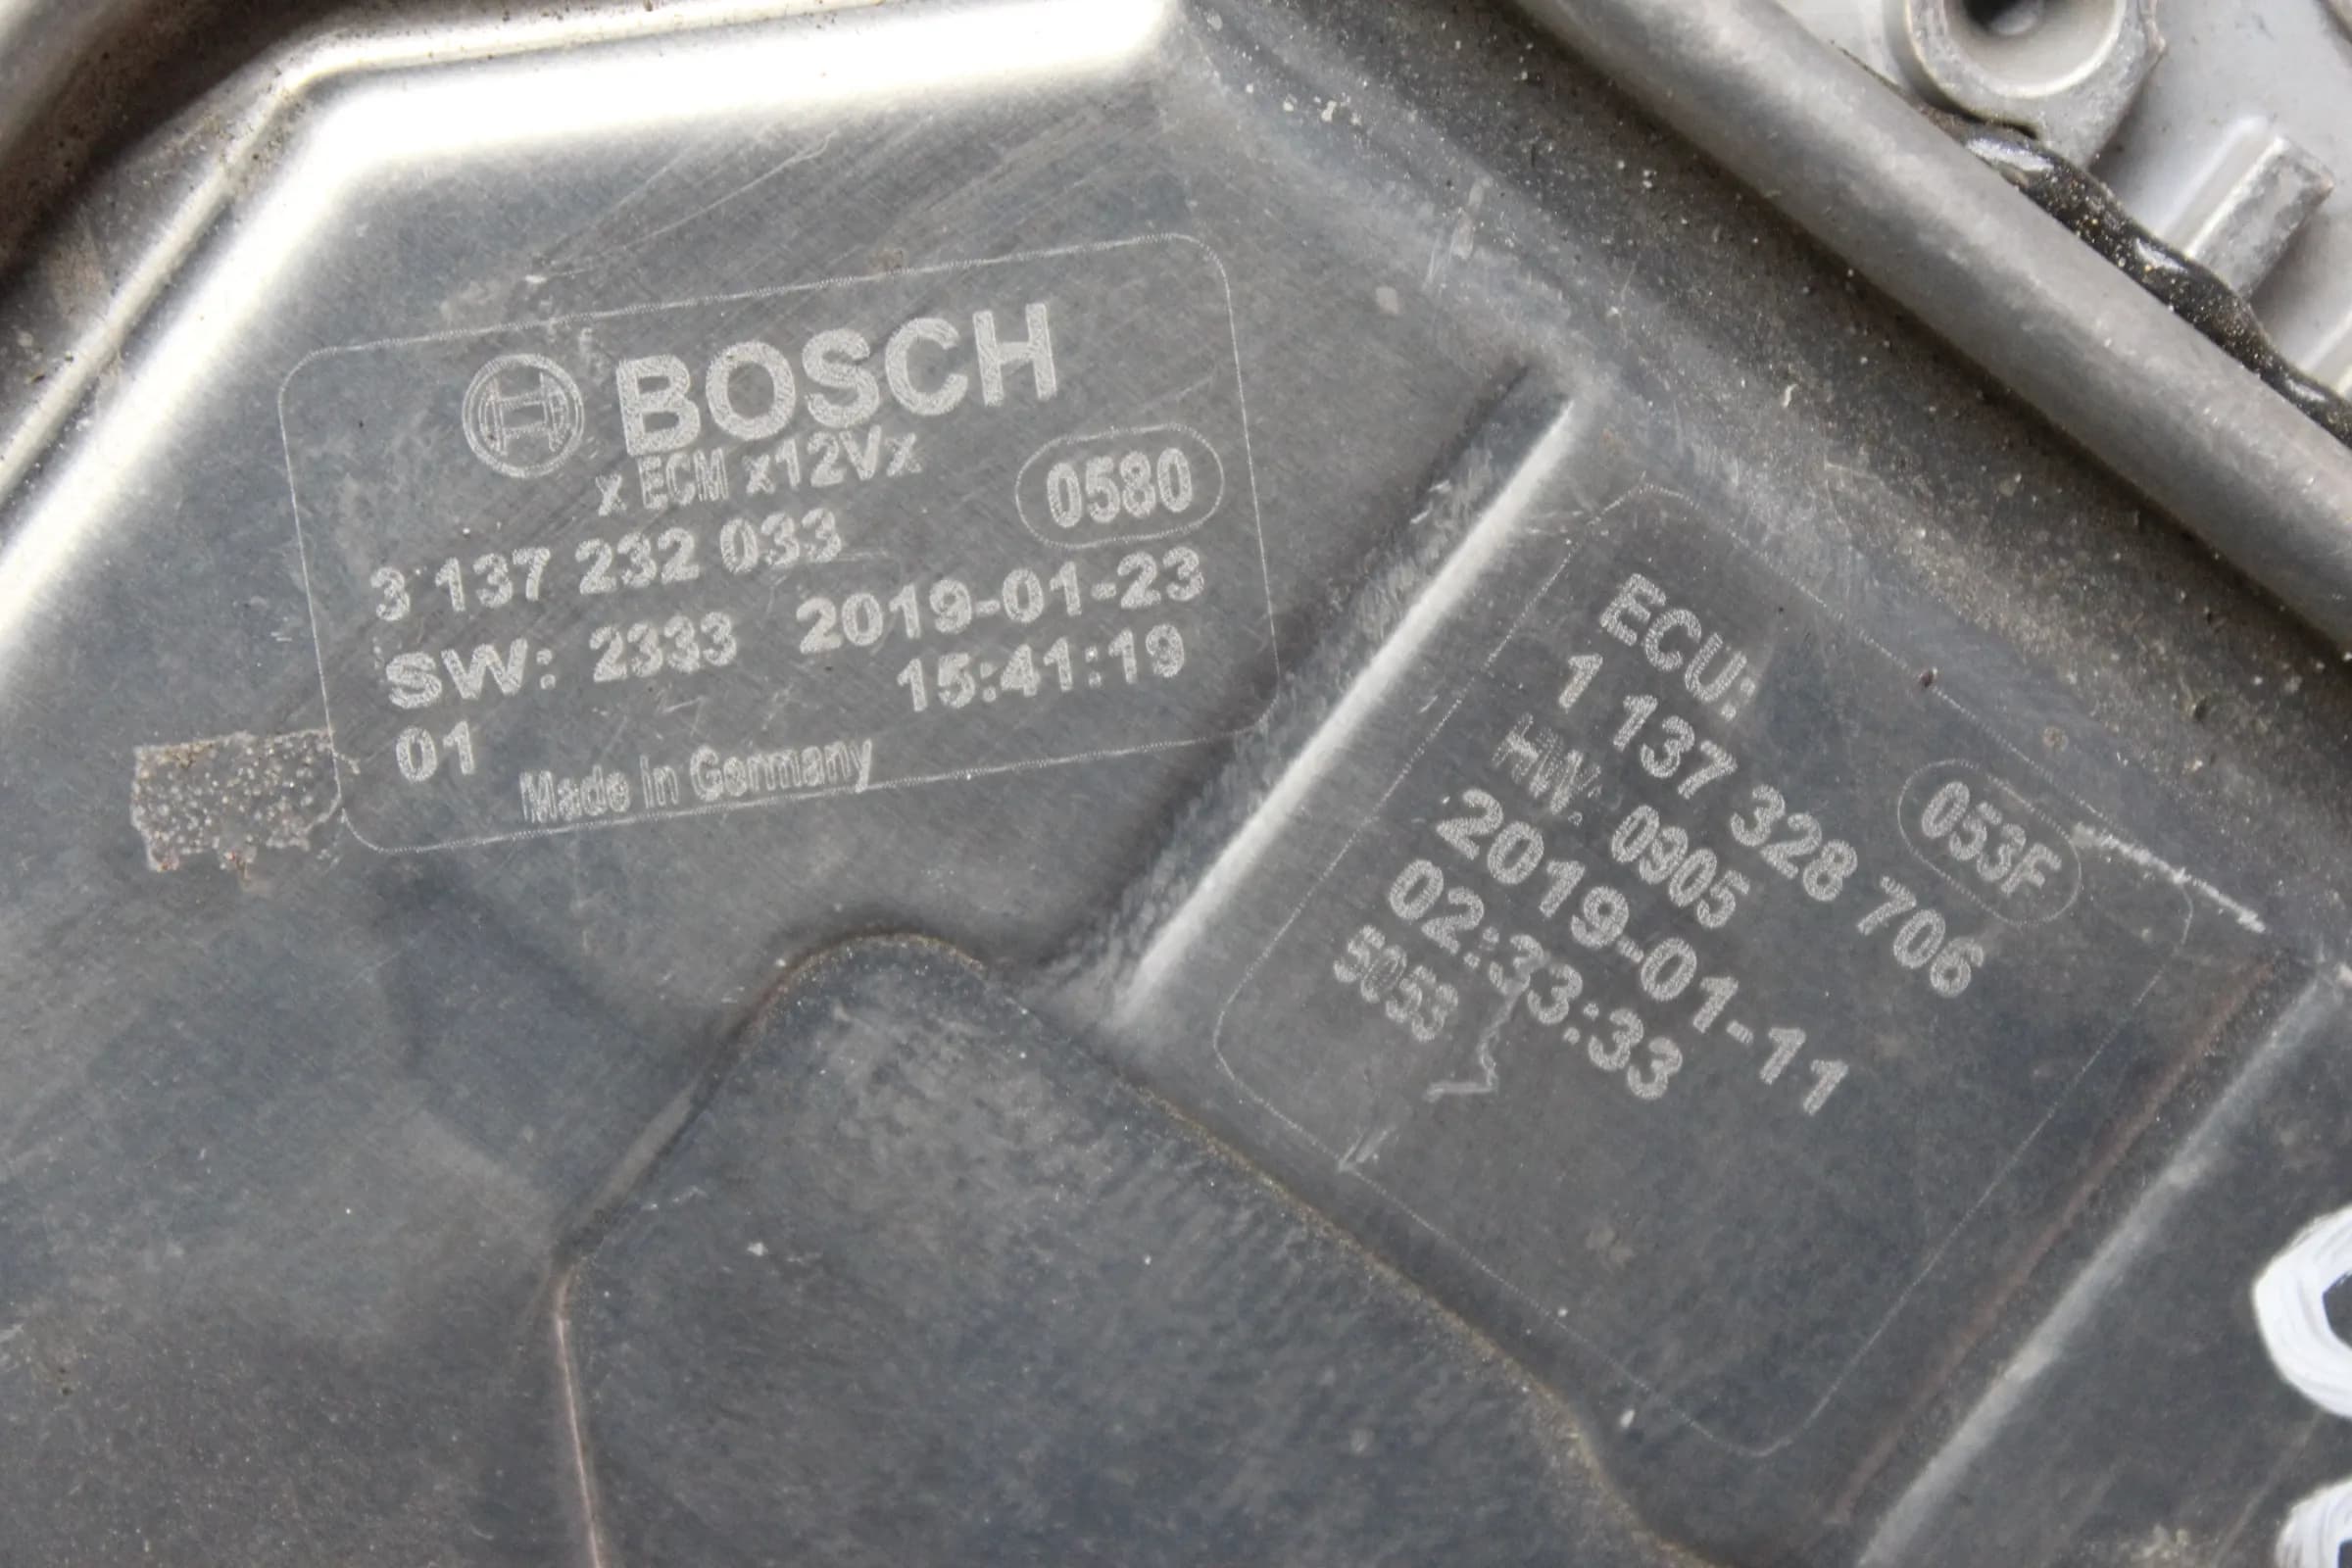 BOSCH
x ECM x12Vx
0580
3 137 232 033
SW: 2333 2019-01-23
15:41:19
01
Made in Germany
ECU:
053F
1 137 328 706
HW: 0905
2019-01-11
02:33:33
5053